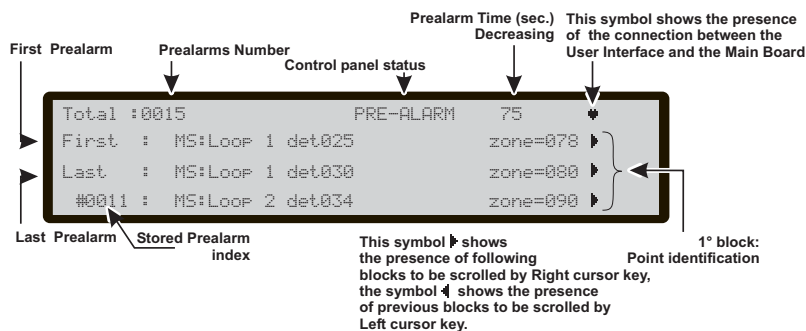 Prealarm Time (sec.)
Decreasing
This symbol shows the presence
of the connection between the
User Interface and the Main Board
First Prealarm
Prealarms Number
Control panel status
Total :0015 PRE-ALARM 75 ♥
First : MS:Loop 1 det025 zone=078
Last : MS:Loop 1 det030 zone=080
#0011 : MS:Loop 2 det034 zone=090
Last Prealarm
Stored Prealarm
index
This symbol ▶ shows
the presence of following
blocks to be scrolled by Right cursor key,
the symbol ◀ shows the presence
of previous blocks to be scrolled by
Left cursor key.
1° block:
Point identification